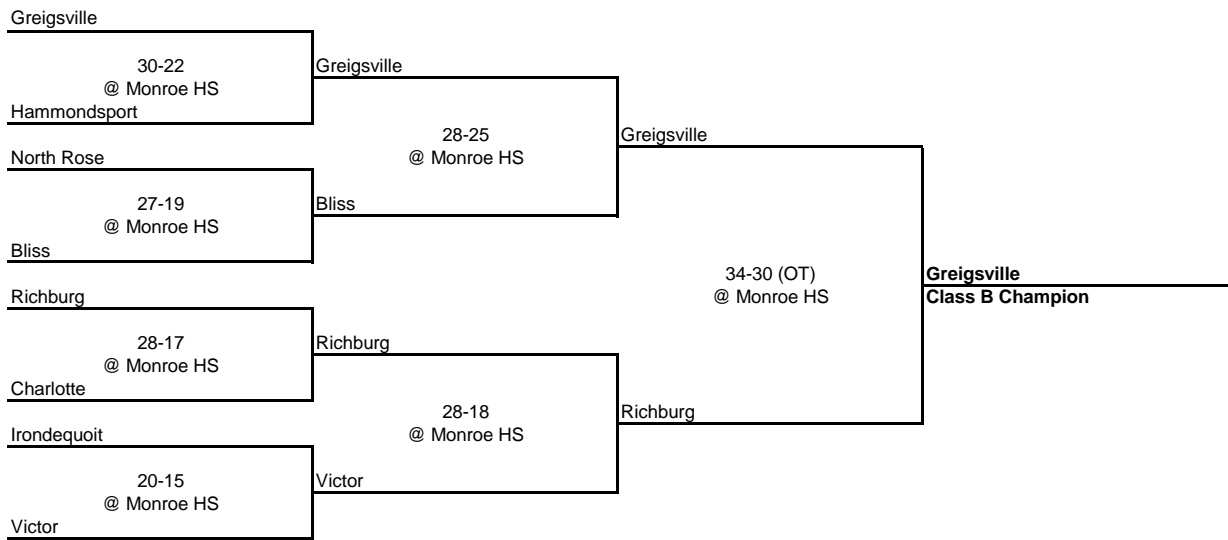 Greigsville
30-22
@ Monroe HS
Greigsville
Hammondsport
28-25
@ Monroe HS
Greigsville
North Rose
27-19
@ Monroe HS
Bliss
Bliss
34-30 (OT)
@ Monroe HS
Greigsville
Class B Champion
Richburg
28-17
@ Monroe HS
Richburg
Charlotte
28-18
@ Monroe HS
Richburg
Irondequoit
20-15
@ Monroe HS
Victor
Victor